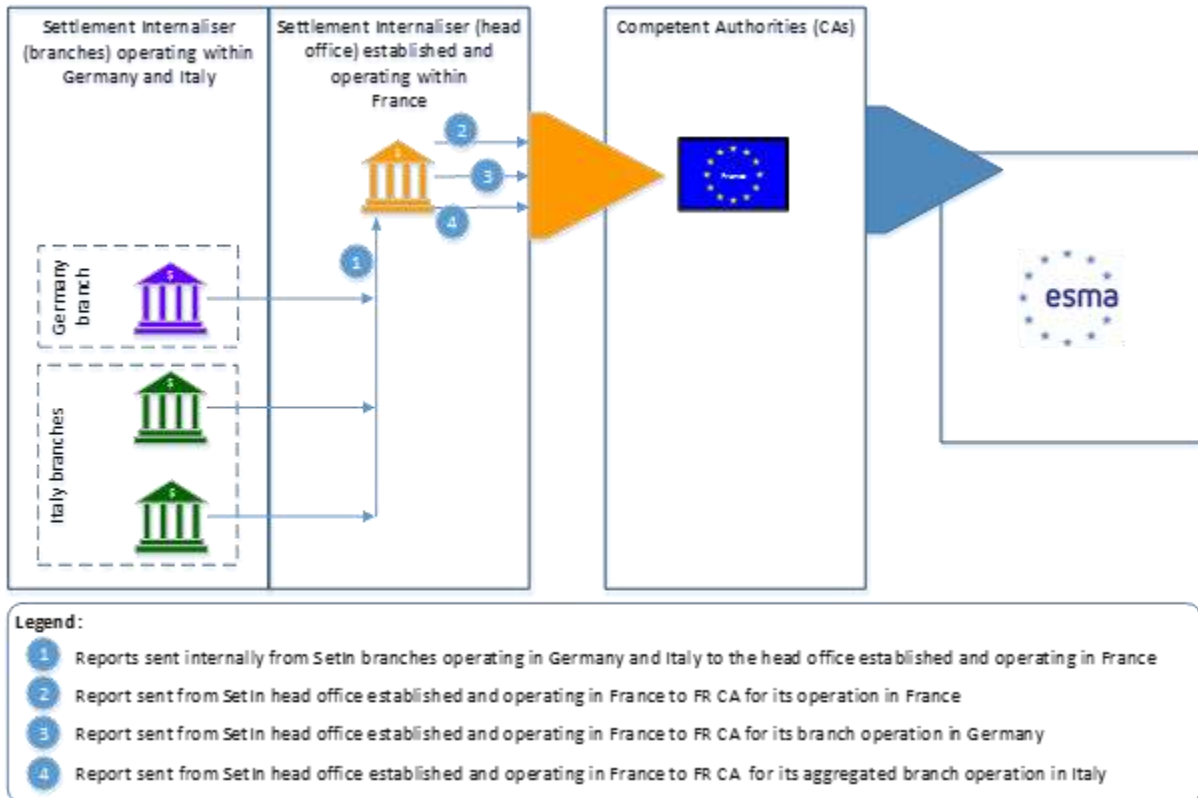 Settlement Internaliser
(branches) operating within
Germany and Italy
Settlement Internaliser (head
office) established and
operating within
France
Competent Authorities (CAs)
$
2
3
4
France
1
Germany
branch
$
esma
Italy branches
$
$
Legend:
1 Reports sent internally from SetIn branches operating in Germany and Italy to the head office established and operating in France
2 Report sent from SetIn head office established and operating in France to FR CA for its operation in France
3 Report sent from SetIn head office established and operating in France to FR CA for its branch operation in Germany
4 Report sent from SetIn head office established and operating in France to FR CA for its aggregated branch operation in Italy